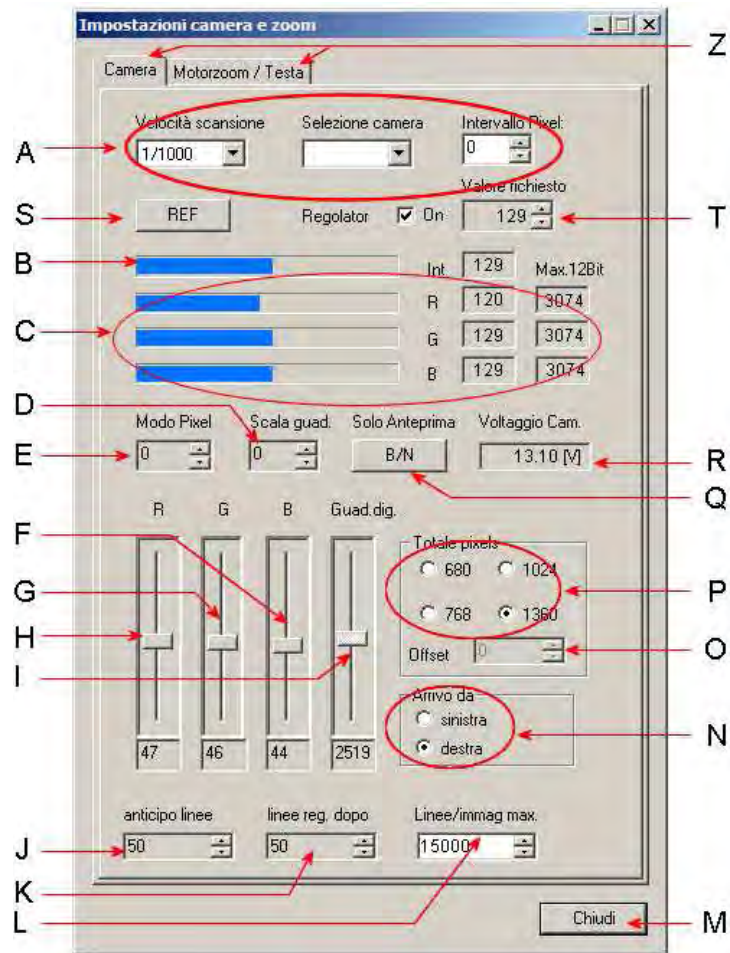 Impostazioni camera e zoom
Z
Camera Motorzoom / Testa
Velocità scansione Selezione camera Intervallo Pixel:
A 1/1000 0
Valore richiesto
S REF Regolator On 129 T
B Int 129 Max.12Bit
R 120 3074
C G 129 3074
B 129 3074
D Modo Pixel Scala guad. Solo Anteprima Voltaggio Cam.
E 0 0 B/N 13.10 [V] R
Q
R G B Guad.dig.
F Totale pixels
680 1024
G P
H 768 1360
I Offset 0 O
Arrivo da
sinistra N
destra
47 46 44 2519
anticipo linee linee reg. dopo Linee/immag max.
J 50 50 15000
K
L Chiudi M